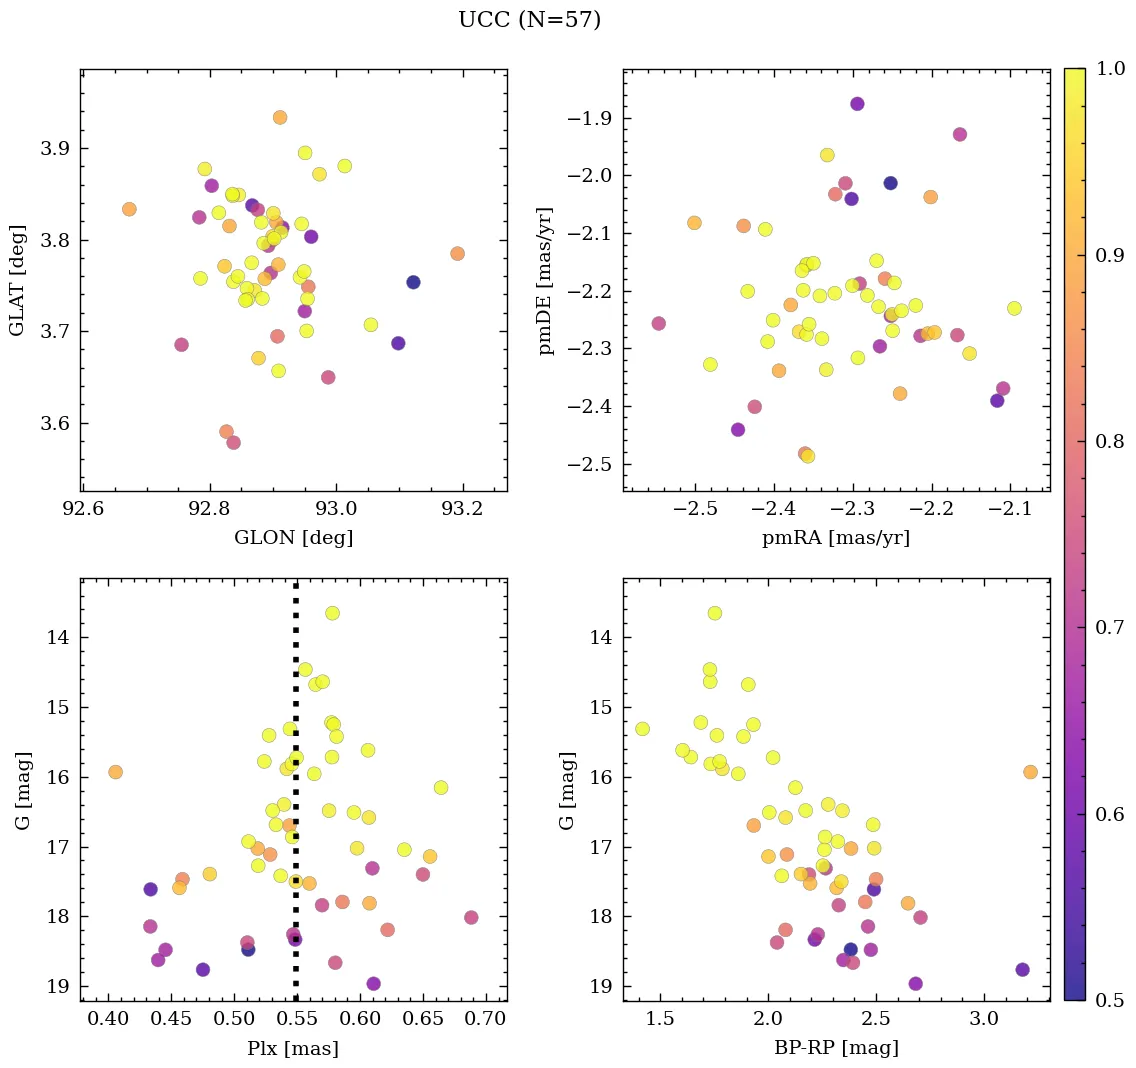 UCC (N=57)
3.9
3.8
3.7
3.6
GLAT [deg]
92.6 92.8 93.0 93.2
GLON [deg]
−1.9
−2.0
−2.1
−2.2
−2.3
−2.4
−2.5
pmDE [mas/yr]
−2.5 −2.4 −2.3 −2.2 −2.1
pmRA [mas/yr]
14
15
16
17
18
19
G [mag]
0.40 0.45 0.50 0.55 0.60 0.65 0.70
Plx [mas]
14
15
16
17
18
19
G [mag]
1.5 2.0 2.5 3.0
BP-RP [mag]
1.0
0.9
0.8
0.7
0.6
0.5